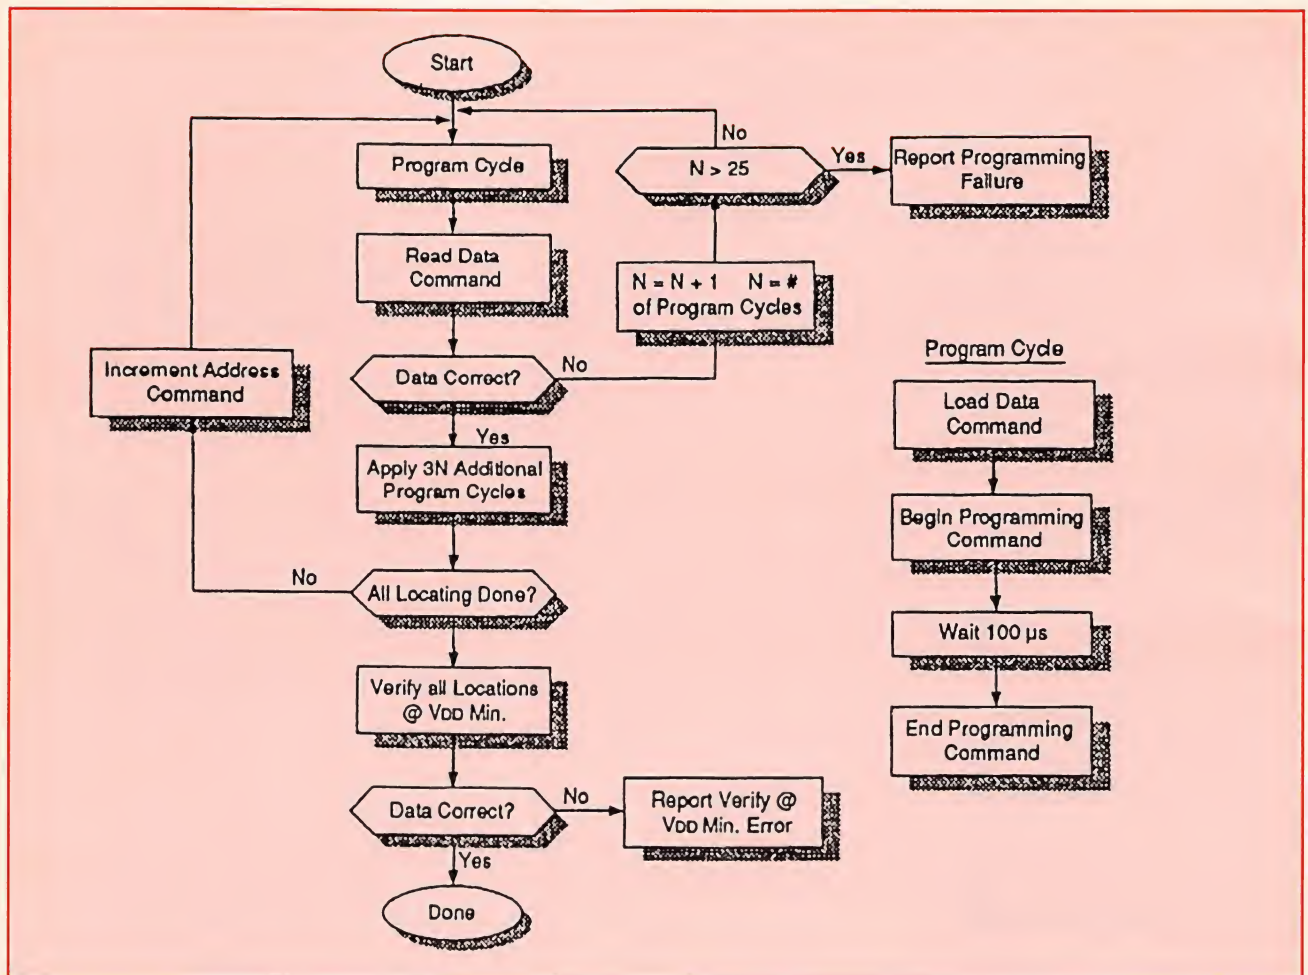 Start
Program Cycle
Read Data
Command
Data Correct?
No
Yes
Apply 3N Additional
Program Cycles
All Locating Done?
No
Increment Address
Command
Verify all Locations
@ VDD Min.
Data Correct?
No
Report Verify @
VDD Min. Error
Yes
Done
N = N + 1 N = #
of Program Cycles
N > 25
No
Yes
Report Programming
Failure
Program Cycle
Load Data
Command
Begin Programming
Command
Wait 100 µs
End Programming
Command